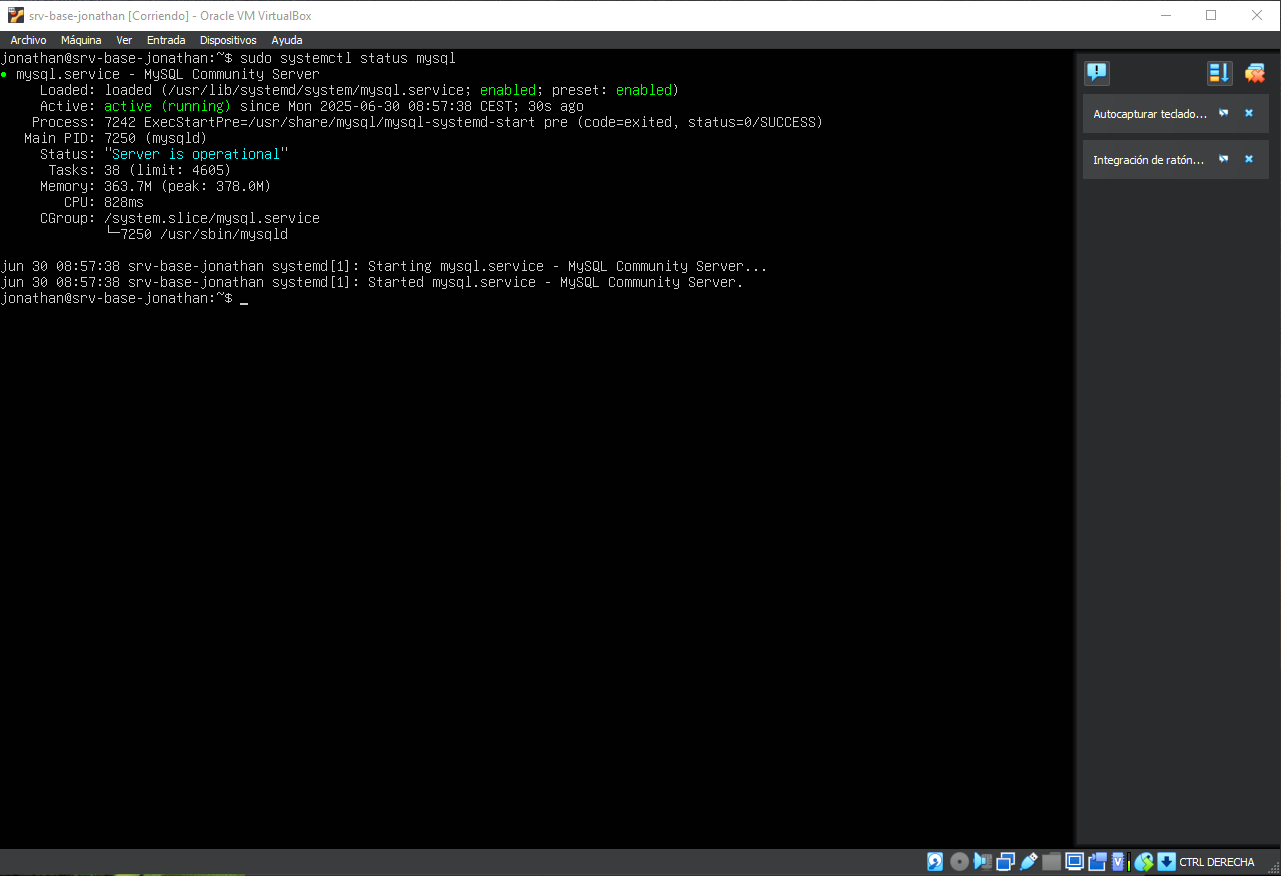 srv-base-jonathan [Corriendo] - Oracle VM VirtualBox
Archivo Máquina Ver Entrada Dispositivos Ayuda
jonathan@srv-base-jonathan:~$ sudo systemctl status mysql
● mysql.service - MySQL Community Server
Loaded: loaded (/usr/lib/systemd/system/mysql.service; enabled; preset: enabled)
Active: active (running) since Mon 2025-06-30 08:57:38 CEST; 30s ago
Process: 7242 ExecStartPre=/usr/share/mysql/mysql-systemd-start pre (code=exited, status=0/SUCCESS)
Main PID: 7250 (mysqld)
Status: "Server is operational"
Tasks: 38 (limit: 4605)
Memory: 363.7M (peak: 378.0M)
CPU: 828ms
CGroup: /system.slice/mysql.service
└─7250 /usr/sbin/mysqld
jun 30 08:57:38 srv-base-jonathan systemd[1]: Starting mysql.service - MySQL Community Server...
jun 30 08:57:38 srv-base-jonathan systemd[1]: Started mysql.service - MySQL Community Server.
jonathan@srv-base-jonathan:~$ _
Autocapturar teclado...
Integración de ratón...
CTRL DERECHA